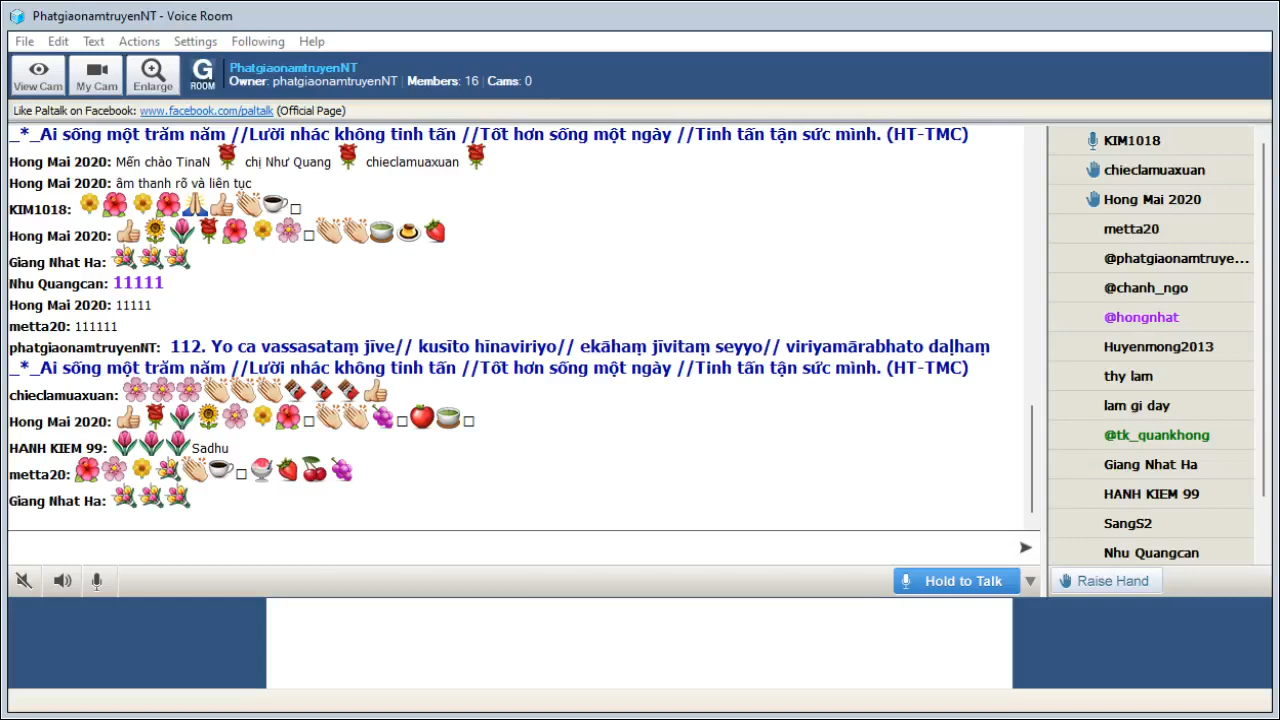 PhatgiaonamtruyenNT - Voice Room
File Edit Text Actions Settings Following Help
View Cam My Cam Enlarge G ROOM
PhatgiaonamtruyenNT
Owner: phatgiaonamtruyenNT Members: 16 Cams: 0
Like Paltalk on Facebook: www.facebook.com/paltalk (Official Page)
_*_Ai sống một trăm năm //Lười nhác không tinh tấn //Tốt hơn sống một ngày //Tinh tấn tận sức mình. (HT-TMC)
Hong Mai 2020: Mến chào TinaN 🌹 chị Như Quang 🌹 chieclamuaxuan 🌹
Hong Mai 2020: âm thanh rõ và liên tục
KIM1018:
Hong Mai 2020:
Giang Nhat Ha:
Nhu Quangcan: 11111
Hong Mai 2020: 11111
metta20: 111111
phatgiaonamtruyenNT: 112. Yo ca vassasataṃ jīve// kusīto hīnaviriyo// ekāhaṃ jīvitaṃ seyyo// viriyamārabhato daḷhaṃ
_*_Ai sống một trăm năm //Lười nhác không tinh tấn //Tốt hơn sống một ngày //Tinh tấn tận sức mình. (HT-TMC)
chieclamuaxuan:
Hong Mai 2020:
HANH KIEM 99: Sadhu
metta20:
Giang Nhat Ha:
Hold to Talk
KIM1018
chieclamuaxuan
Hong Mai 2020
metta20
@phatgiaonamtruye...
@chanh_ngo
@hongnhat
Huyenmong2013
thy lam
lam gi day
@tk_quankhong
Giang Nhat Ha
HANH KIEM 99
SangS2
Nhu Quangcan
Raise Hand